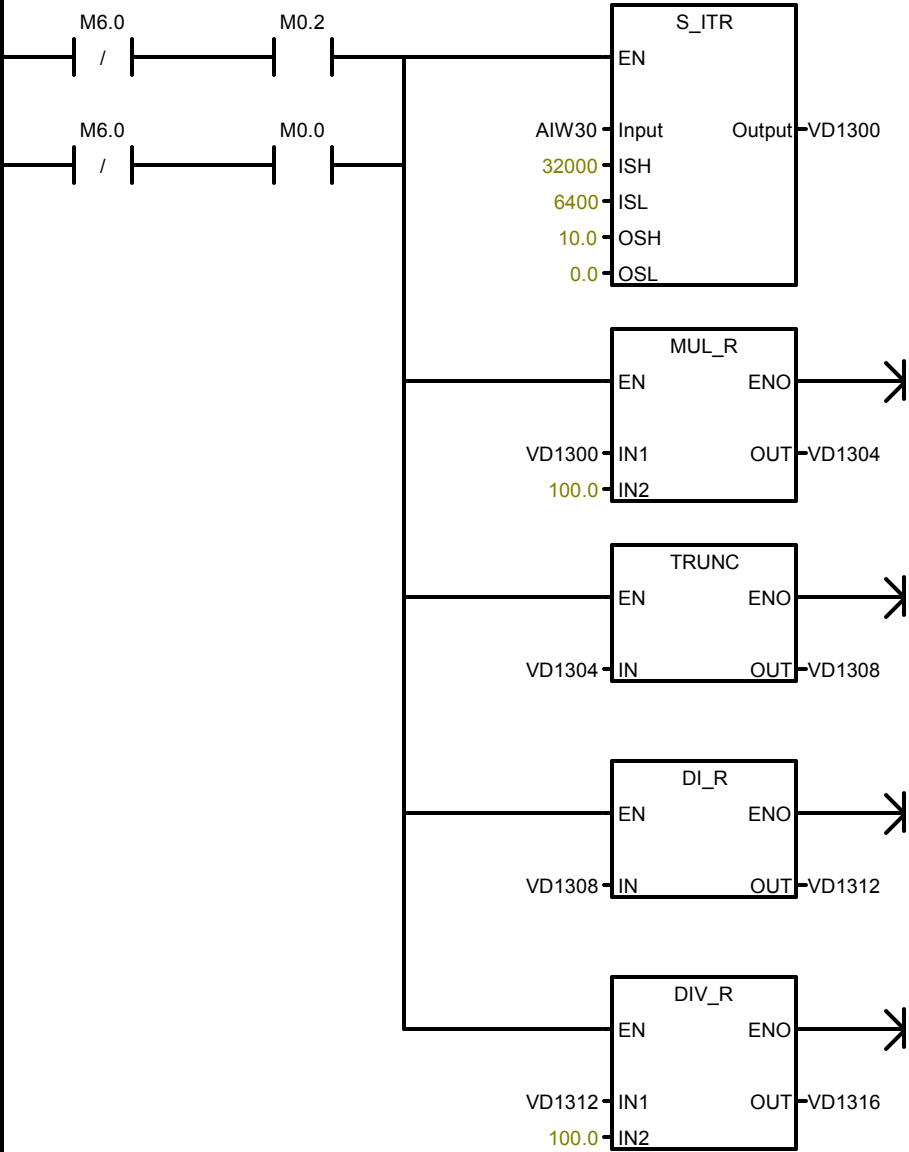 M6.0 M0.2 S_ITR
/ EN
M6.0 M0.0 AIW30 Input Output VD1300
/ 32000 ISH
6400 ISL
10.0 OSH
0.0 OSL
MUL_R
EN ENO
VD1300 IN1 OUT VD1304
100.0 IN2
TRUNC
EN ENO
VD1304 IN OUT VD1308
DI_R
EN ENO
VD1308 IN OUT VD1312
DIV_R
EN ENO
VD1312 IN1 OUT VD1316
100.0 IN2